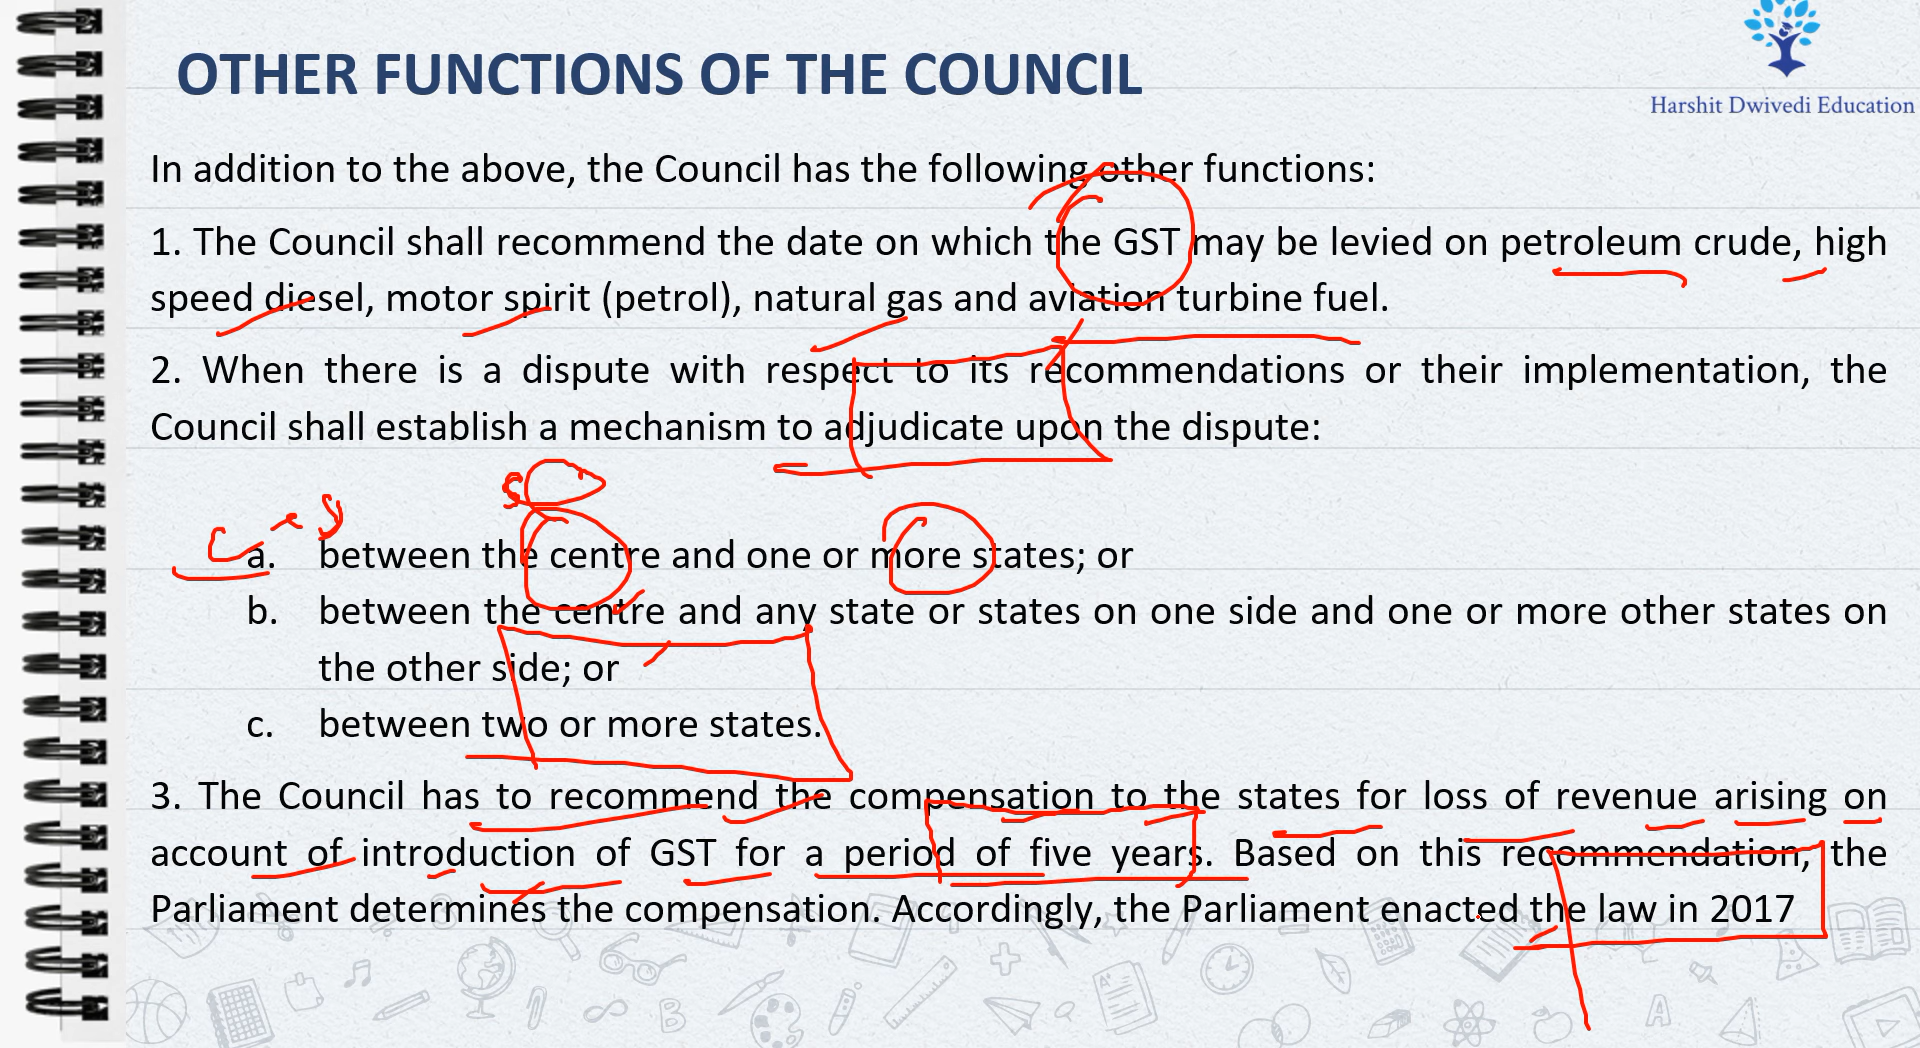 OTHER FUNCTIONS OF THE COUNCIL
Harshit Dwivedi Education
In addition to the above, the Council has the following other functions:
1. The Council shall recommend the date on which the GST may be levied on petroleum crude, high
speed diesel, motor spirit (petrol), natural gas and aviation turbine fuel.
2. When there is a dispute with respect to its recommendations or their implementation, the
Council shall establish a mechanism to adjudicate upon the dispute:
a. between the centre and one or more states; or
b. between the centre and any state or states on one side and one or more other states on
the other side; or
c. between two or more states.
3. The Council has to recommend the compensation to the states for loss of revenue arising on
account of introduction of GST for a period of five years. Based on this recommendation, the
Parliament determines the compensation. Accordingly, the Parliament enacted the law in 2017